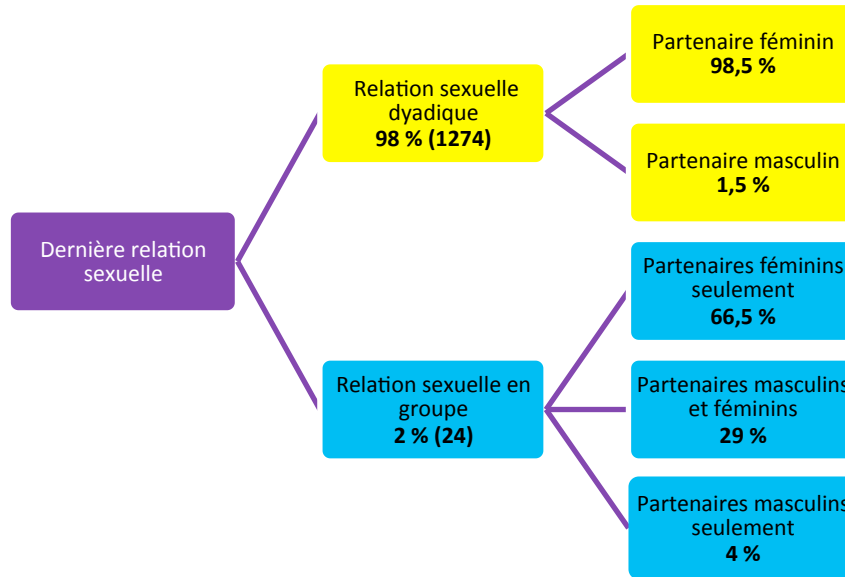 Dernière relation
sexuelle
Relation sexuelle
dyadique
98 % (1274)
Partenaire féminin
98,5 %
Partenaire masculin
1,5 %
Relation sexuelle en
groupe
2 % (24)
Partenaires féminins
seulement
66,5 %
Partenaires masculins
et féminins
29 %
Partenaires masculins
seulement
4 %